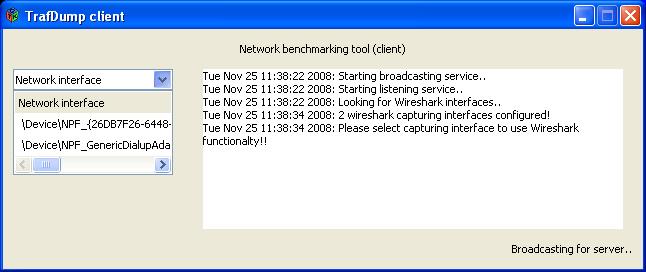 TrafDump client
Network benchmarking tool (client)
Network interface
Network interface
\Device\NPF_{26DB7F26-6448-
\Device\NPF_GenericDialupAda
Tue Nov 25 11:38:22 2008: Starting broadcasting service..
Tue Nov 25 11:38:22 2008: Starting listening service..
Tue Nov 25 11:38:22 2008: Looking for Wireshark interfaces..
Tue Nov 25 11:38:34 2008: 2 wireshark capturing interfaces configured!
Tue Nov 25 11:38:34 2008: Please select capturing interface to use Wireshark
functionalty!!
Broadcasting for server..